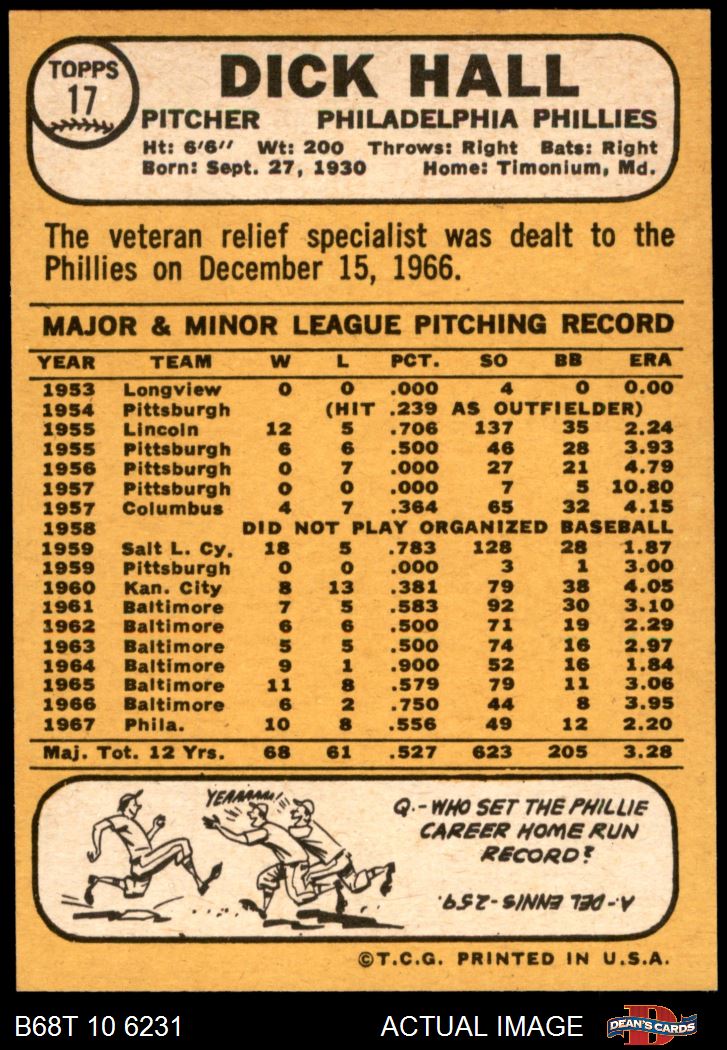 TOPPS
17
DICK HALL
PITCHER PHILADELPHIA PHILLIES
Ht: 6'6" Wt: 200 Throws: Right Bats: Right
Born: Sept. 27, 1930 Home: Timonium, Md.
The veteran relief specialist was dealt to the
Phillies on December 15, 1966.
MAJOR & MINOR LEAGUE PITCHING RECORD
YEAR TEAM W L PCT. SO BB ERA
1953 Longview 0 0 .000 4 0 0.00
1954 Pittsburgh (HIT .239 AS OUTFIELDER)
1955 Lincoln 12 5 .706 137 35 2.24
1955 Pittsburgh 6 6 .500 46 28 3.93
1956 Pittsburgh 0 7 .000 27 21 4.79
1957 Pittsburgh 0 0 .000 7 5 10.80
1957 Columbus 4 7 .364 65 32 4.15
1958 DID NOT PLAY ORGANIZED BASEBALL
1959 Salt L. Cy. 18 5 .783 128 28 1.87
1959 Pittsburgh 0 0 .000 3 1 3.00
1960 Kan. City 8 13 .381 79 38 4.05
1961 Baltimore 7 5 .583 92 30 3.10
1962 Baltimore 6 6 .500 71 19 2.29
1963 Baltimore 5 5 .500 74 16 2.97
1964 Baltimore 9 1 .900 52 16 1.84
1965 Baltimore 11 8 .579 79 11 3.06
1966 Baltimore 6 2 .750 44 8 3.95
1967 Phila. 10 8 .556 49 12 2.20
Maj. Tot. 12 Yrs. 68 61 .527 623 205 3.28
YEAAAAAA!
Q.-WHO SET THE PHILLIE
CAREER HOME RUN
RECORD?
A-DEL ENNIS-259.
©T.C.G. PRINTED IN U.S.A.
B68T 10 6231 ACTUAL IMAGE DEAN'S CARDS